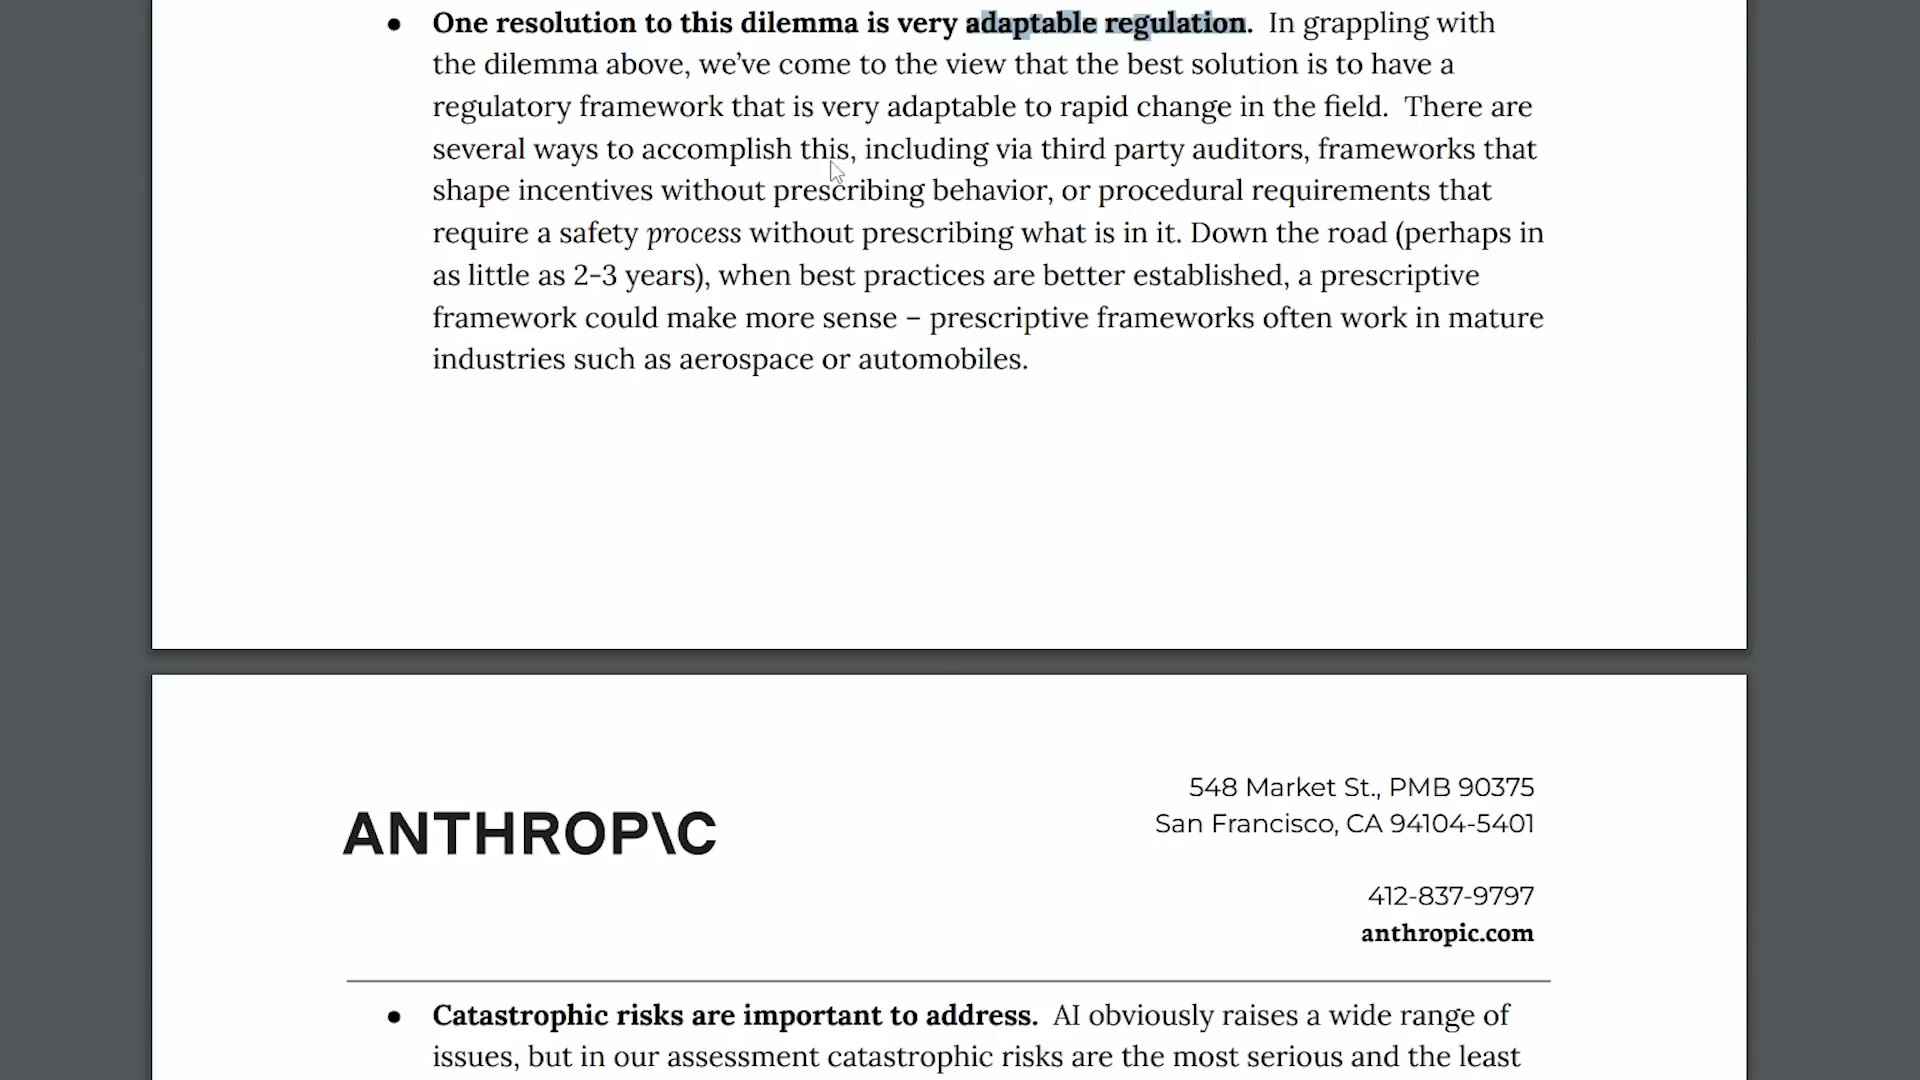 ● One resolution to this dilemma is very adaptable regulation. In grappling with
the dilemma above, we’ve come to the view that the best solution is to have a
regulatory framework that is very adaptable to rapid change in the field. There are
several ways to accomplish this, including via third party auditors, frameworks that
shape incentives without prescribing behavior, or procedural requirements that
require a safety process without prescribing what is in it. Down the road (perhaps in
as little as 2-3 years), when best practices are better established, a prescriptive
framework could make more sense – prescriptive frameworks often work in mature
industries such as aerospace or automobiles.
ANTHROP\C
548 Market St., PMB 90375
San Francisco, CA 94104-5401
412-837-9797
anthropic.com
● Catastrophic risks are important to address. AI obviously raises a wide range of
issues, but in our assessment catastrophic risks are the most serious and the least